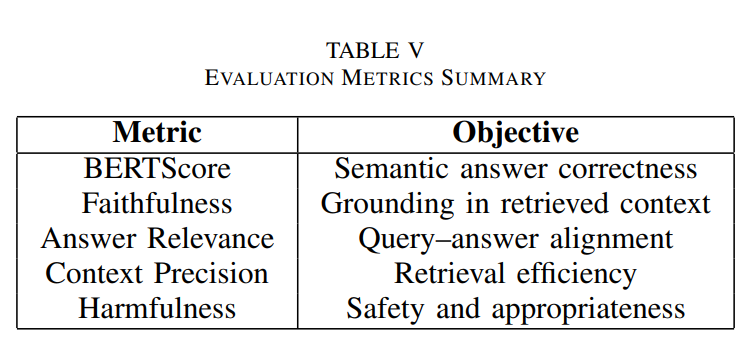 TABLE V
EVALUATION METRICS SUMMARY
Metric Objective
BERTScore Semantic answer correctness
Faithfulness Grounding in retrieved context
Answer Relevance Query–answer alignment
Context Precision Retrieval efficiency
Harmfulness Safety and appropriateness